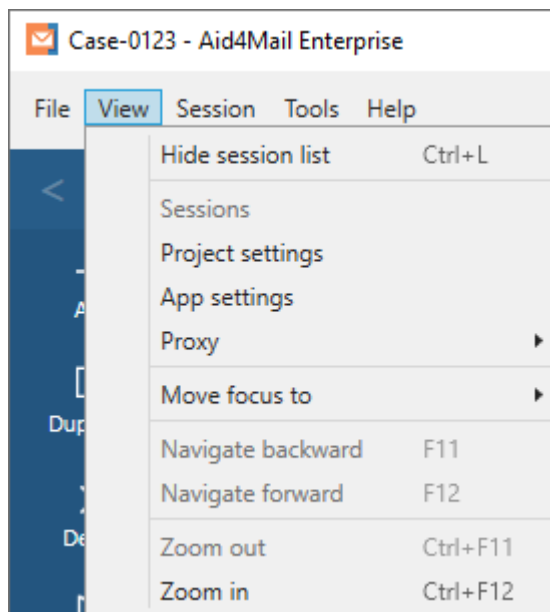 Case-0123 - Aid4Mail Enterprise
File View Session Tools Help
Hide session list Ctrl+L
Sessions
Project settings
App settings
Proxy
Move focus to
Navigate backward F11
Navigate forward F12
Zoom out Ctrl+F11
Zoom in Ctrl+F12